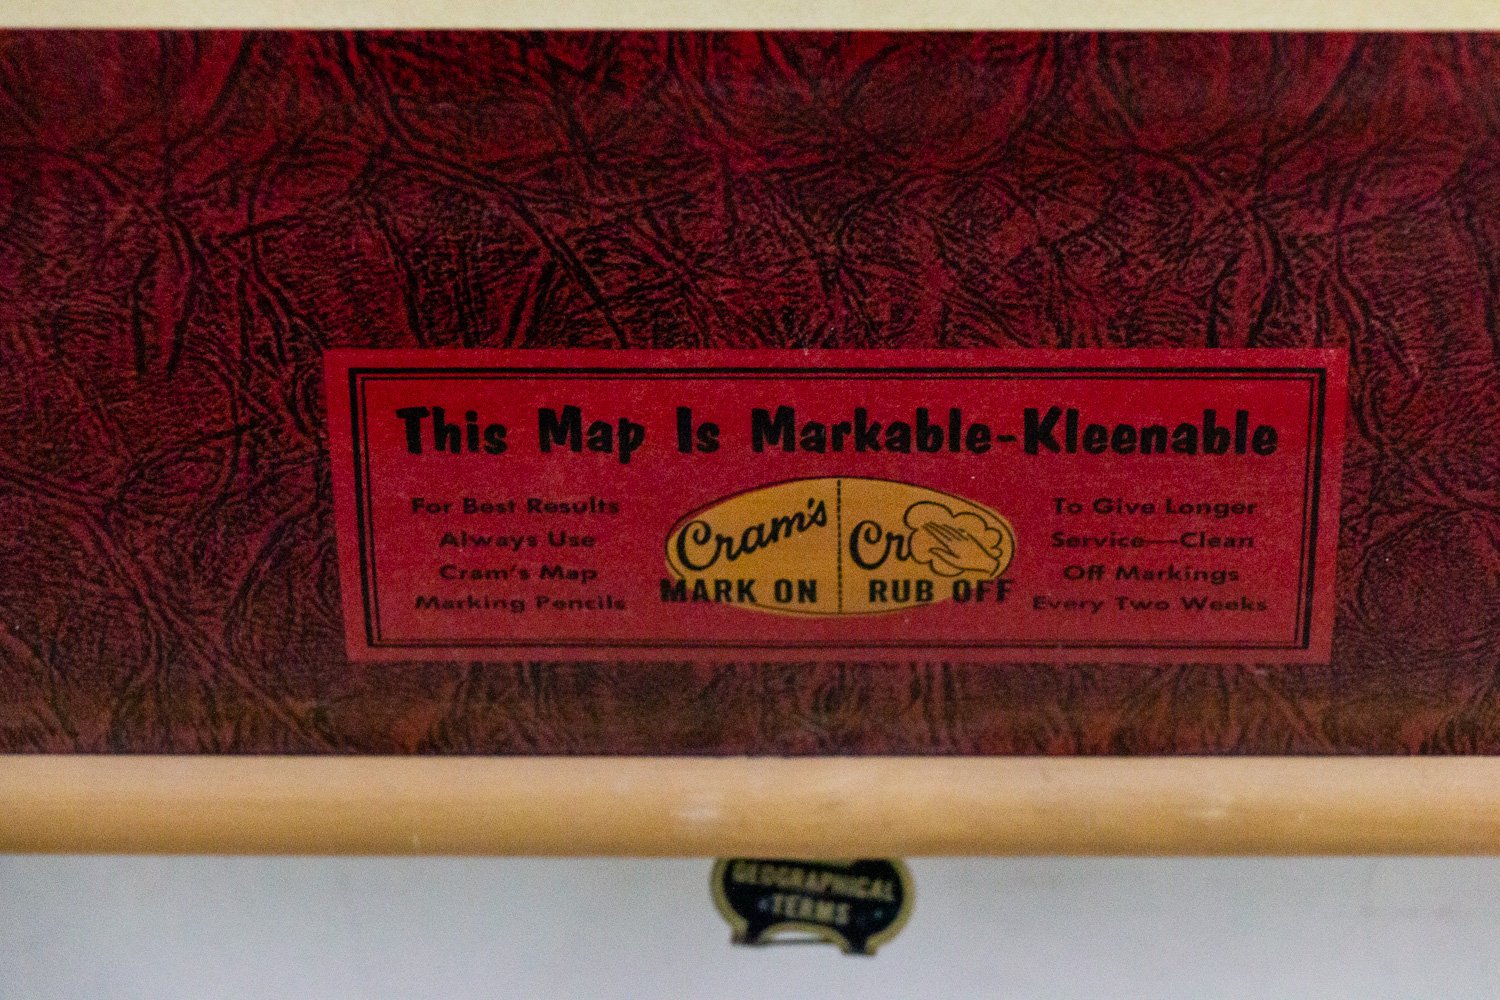 This Map Is Markable-Kleenable
For Best Results
Always Use
Cram's Map
Marking Pencils
Cram's
MARK ON
Cr
RUB OFF
To Give Longer
Service—Clean
Off Markings
Every Two Weeks
GEOGRAPHICAL
TERMS